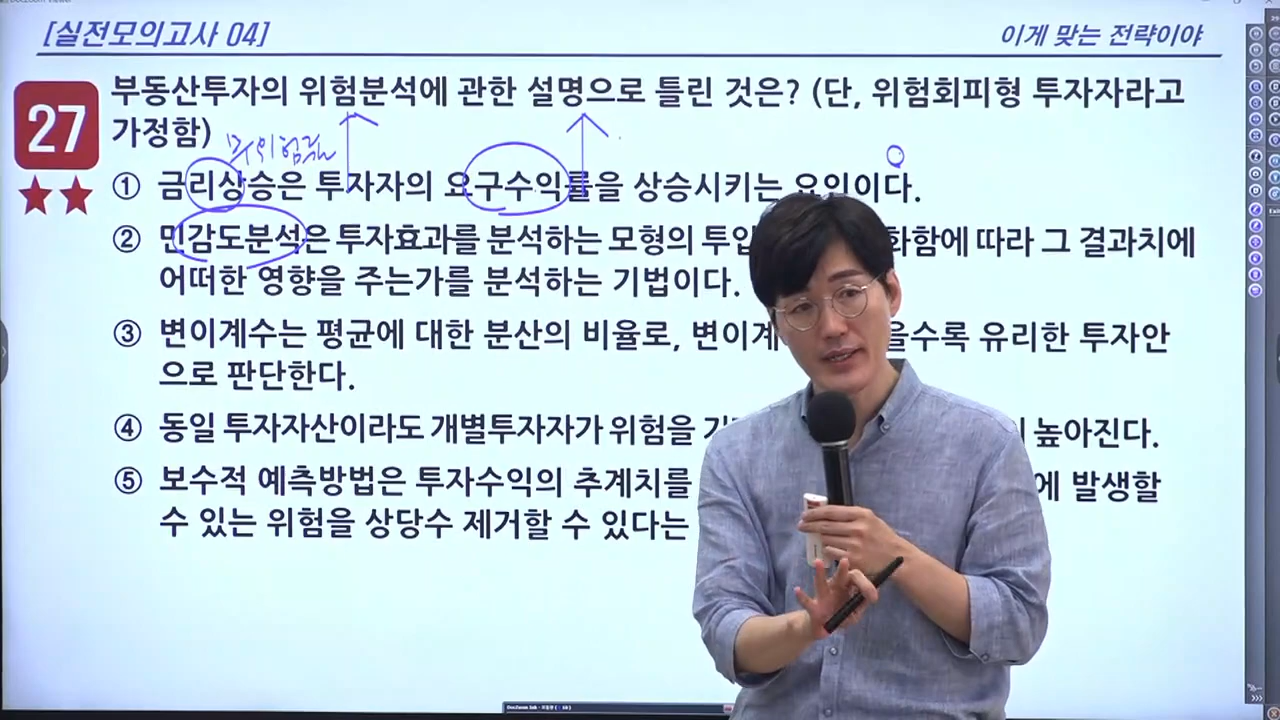 [실전모의고사 04]
이게 맞는 전략이야
27
부동산투자의 위험분석에 관한 설명으로 틀린 것은? (단, 위험회피형 투자자라고
가정함)
무위험률
① 금리상승은 투자자의 요구수익률을 상승시키는 요인이다.
② 민감도분석은 투자효과를 분석하는 모형의 투입 화함에 따라 그 결과치에
어떠한 영향을 주는가를 분석하는 기법이다.
③ 변이계수는 평균에 대한 분산의 비율로, 변이계 을수록 유리한 투자안
으로 판단한다.
④ 동일 투자자산이라도 개별투자자가 위험을 높아진다.
⑤ 보수적 예측방법은 투자수익의 추계치를 에 발생할
수 있는 위험을 상당수 제거할 수 있다는